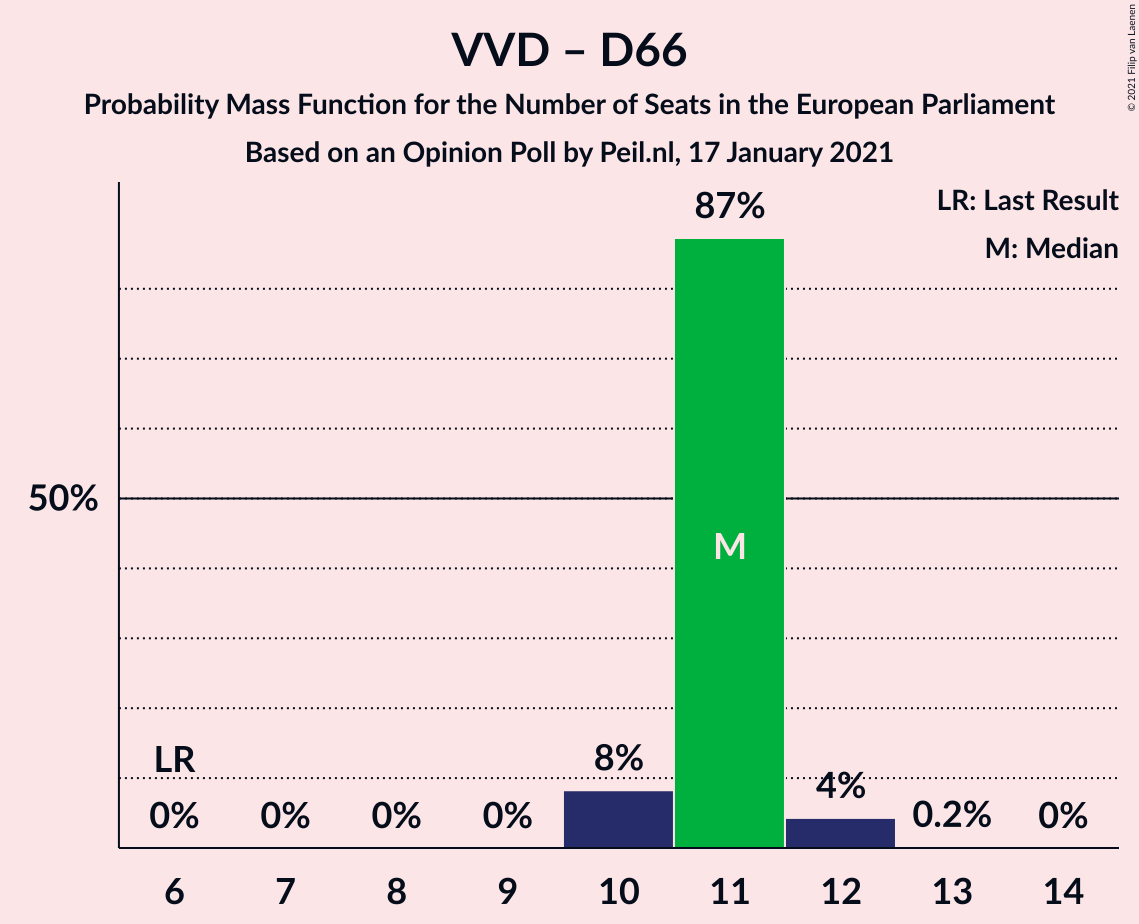 VVD – D66
Probability Mass Function for the Number of Seats in the European Parliament
Based on an Opinion Poll by Peil.nl, 17 January 2021
© 2021 Filip van Laenen
LR: Last Result
M: Median
87%
50%
M
LR
8%
4%
0%
0%
0%
0%
0.2%
0%
6
7
8
9
10
11
12
13
14